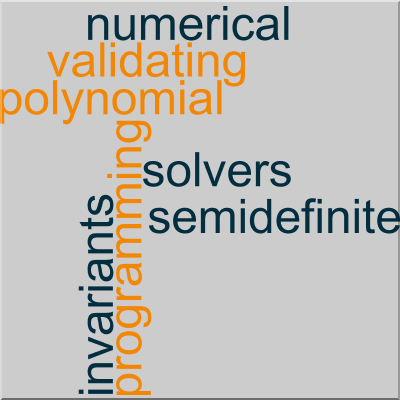 numerical
validating
polynomial
programming
solvers
semidefinite
invariants